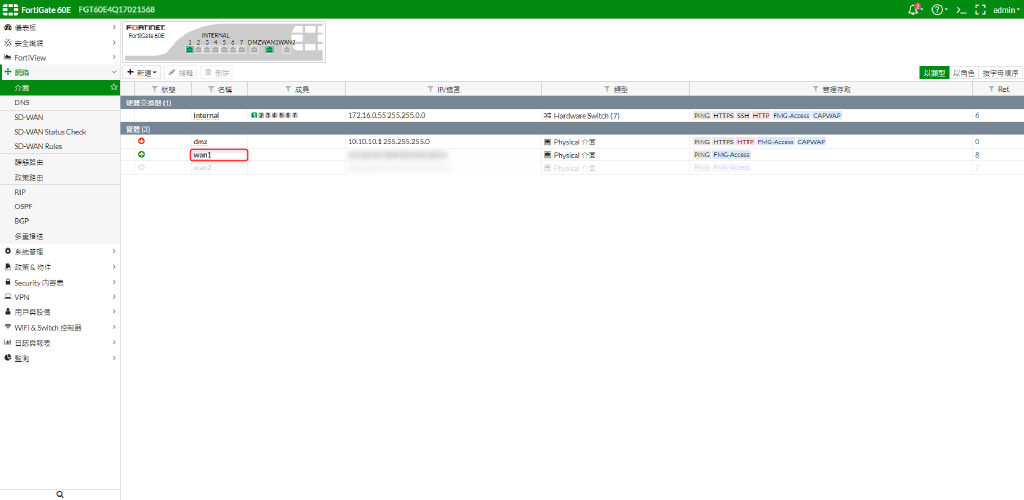 FortiGate 60E FGT60E4Q17021568
2 admin
儀表板
安全織網
FortiView
網路
介面
DNS
SD-WAN
SD-WAN Status Check
SD-WAN Rules
靜態路由
政策路由
RIP
OSPF
BGP
多重播送
系統管理
政策 & 物件
Security 內容表
VPN
用戶與設備
WiFi & Switch 控制器
日誌與報表
監測
FORTINET
FortiGate 60E
INTERNAL
1 2 3 4 5 6 7 DMZ WAN1 WAN2
新建 編輯 刪除 以類型 以角色 按字母順序
狀態 名稱 成員 IP/遮罩 類型 管理存取 Ref.
硬體交換器 (1)
internal 1 2 3 4 5 6 7 172.16.0.55 255.255.0.0 Hardware Switch (7) PING HTTPS SSH HTTP FMG-Access CAPWAP 6
實體 (3)
dmz 10.10.10.1 255.255.255.0 Physical 介面 PING HTTPS HTTP FMG-Access CAPWAP 0
wan1 Physical 介面 PING FMG-Access 8
wan2 Physical 介面 PING FMG-Access 7